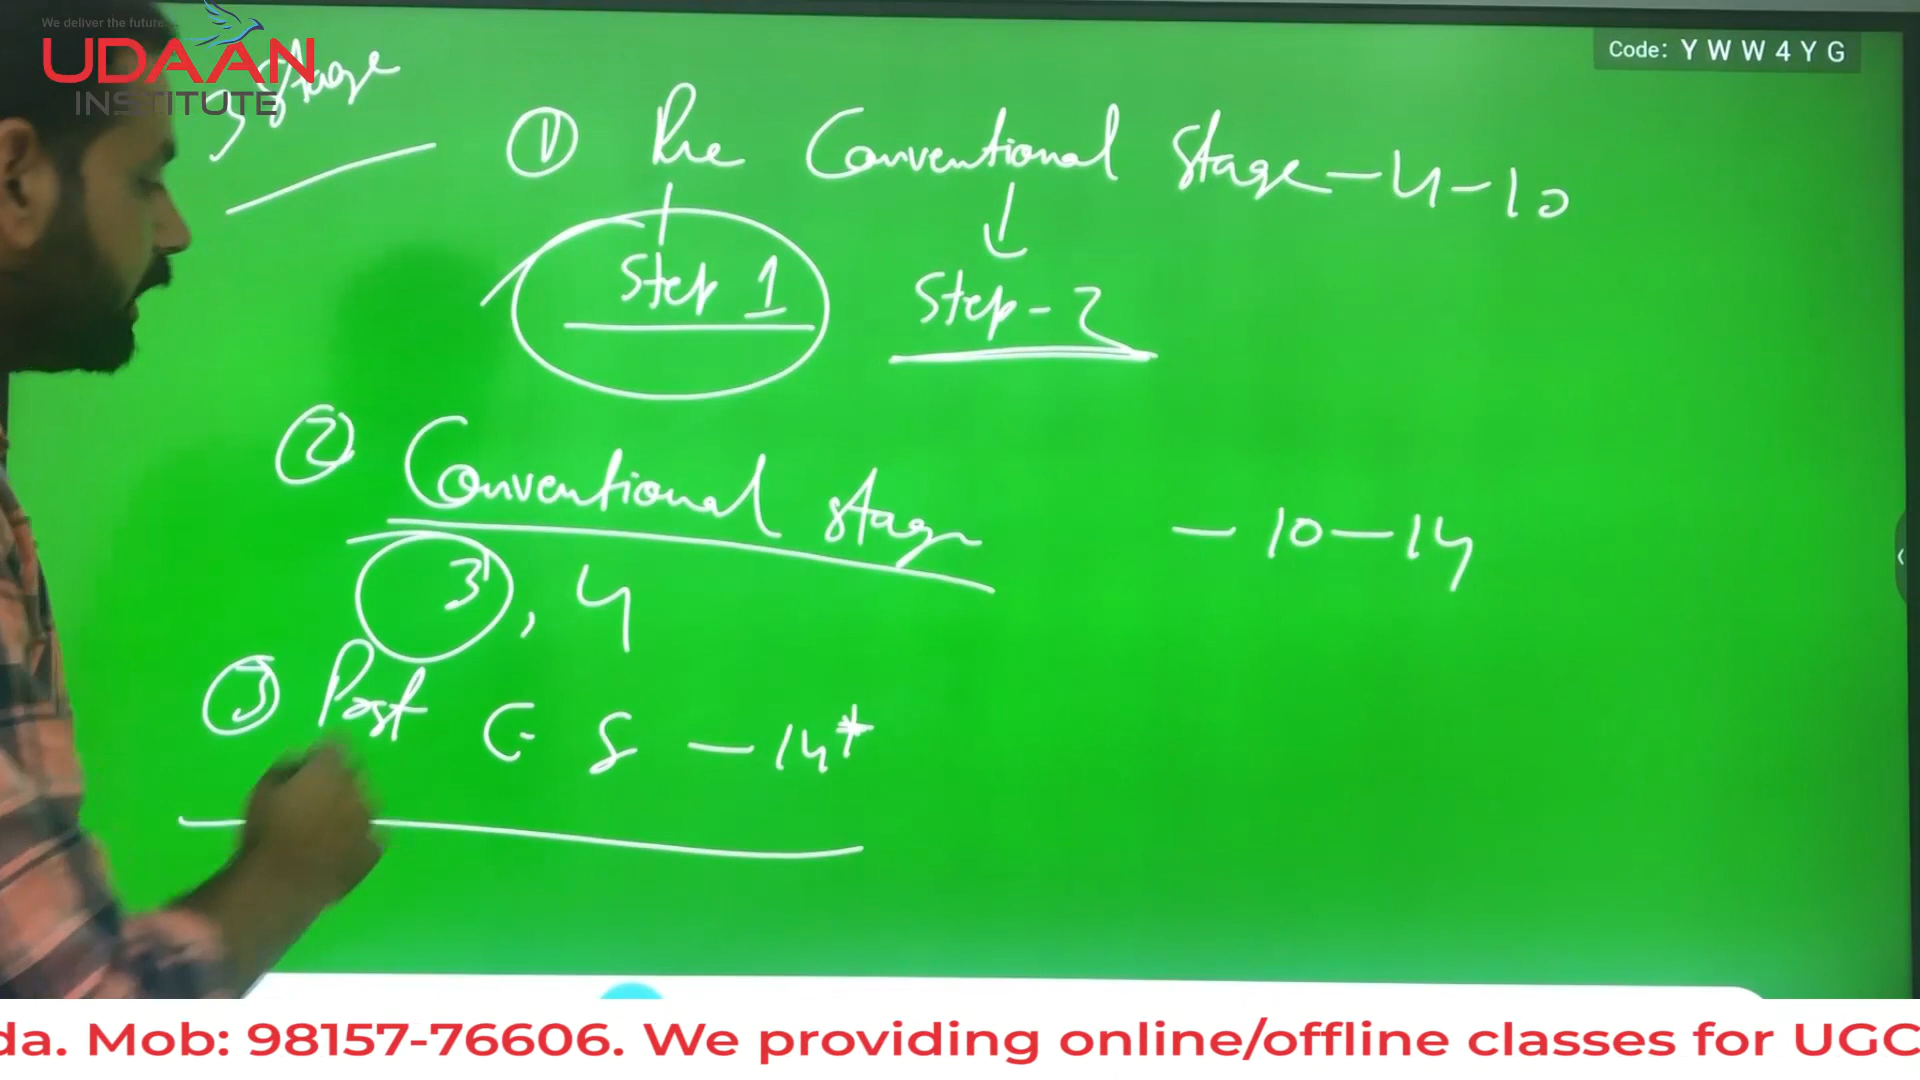 We deliver the future.
UDAAN
INSTITUTE
Code: Y W W 4 Y G
3 Stage
① Pre Conventional Stage - 4 - 10
Step 1 Step - 2
② Conventional stage - 10 - 14
3, 4
③ Post C S - 14+
da. Mob: 98157-76606. We providing online/offline classes for UGC